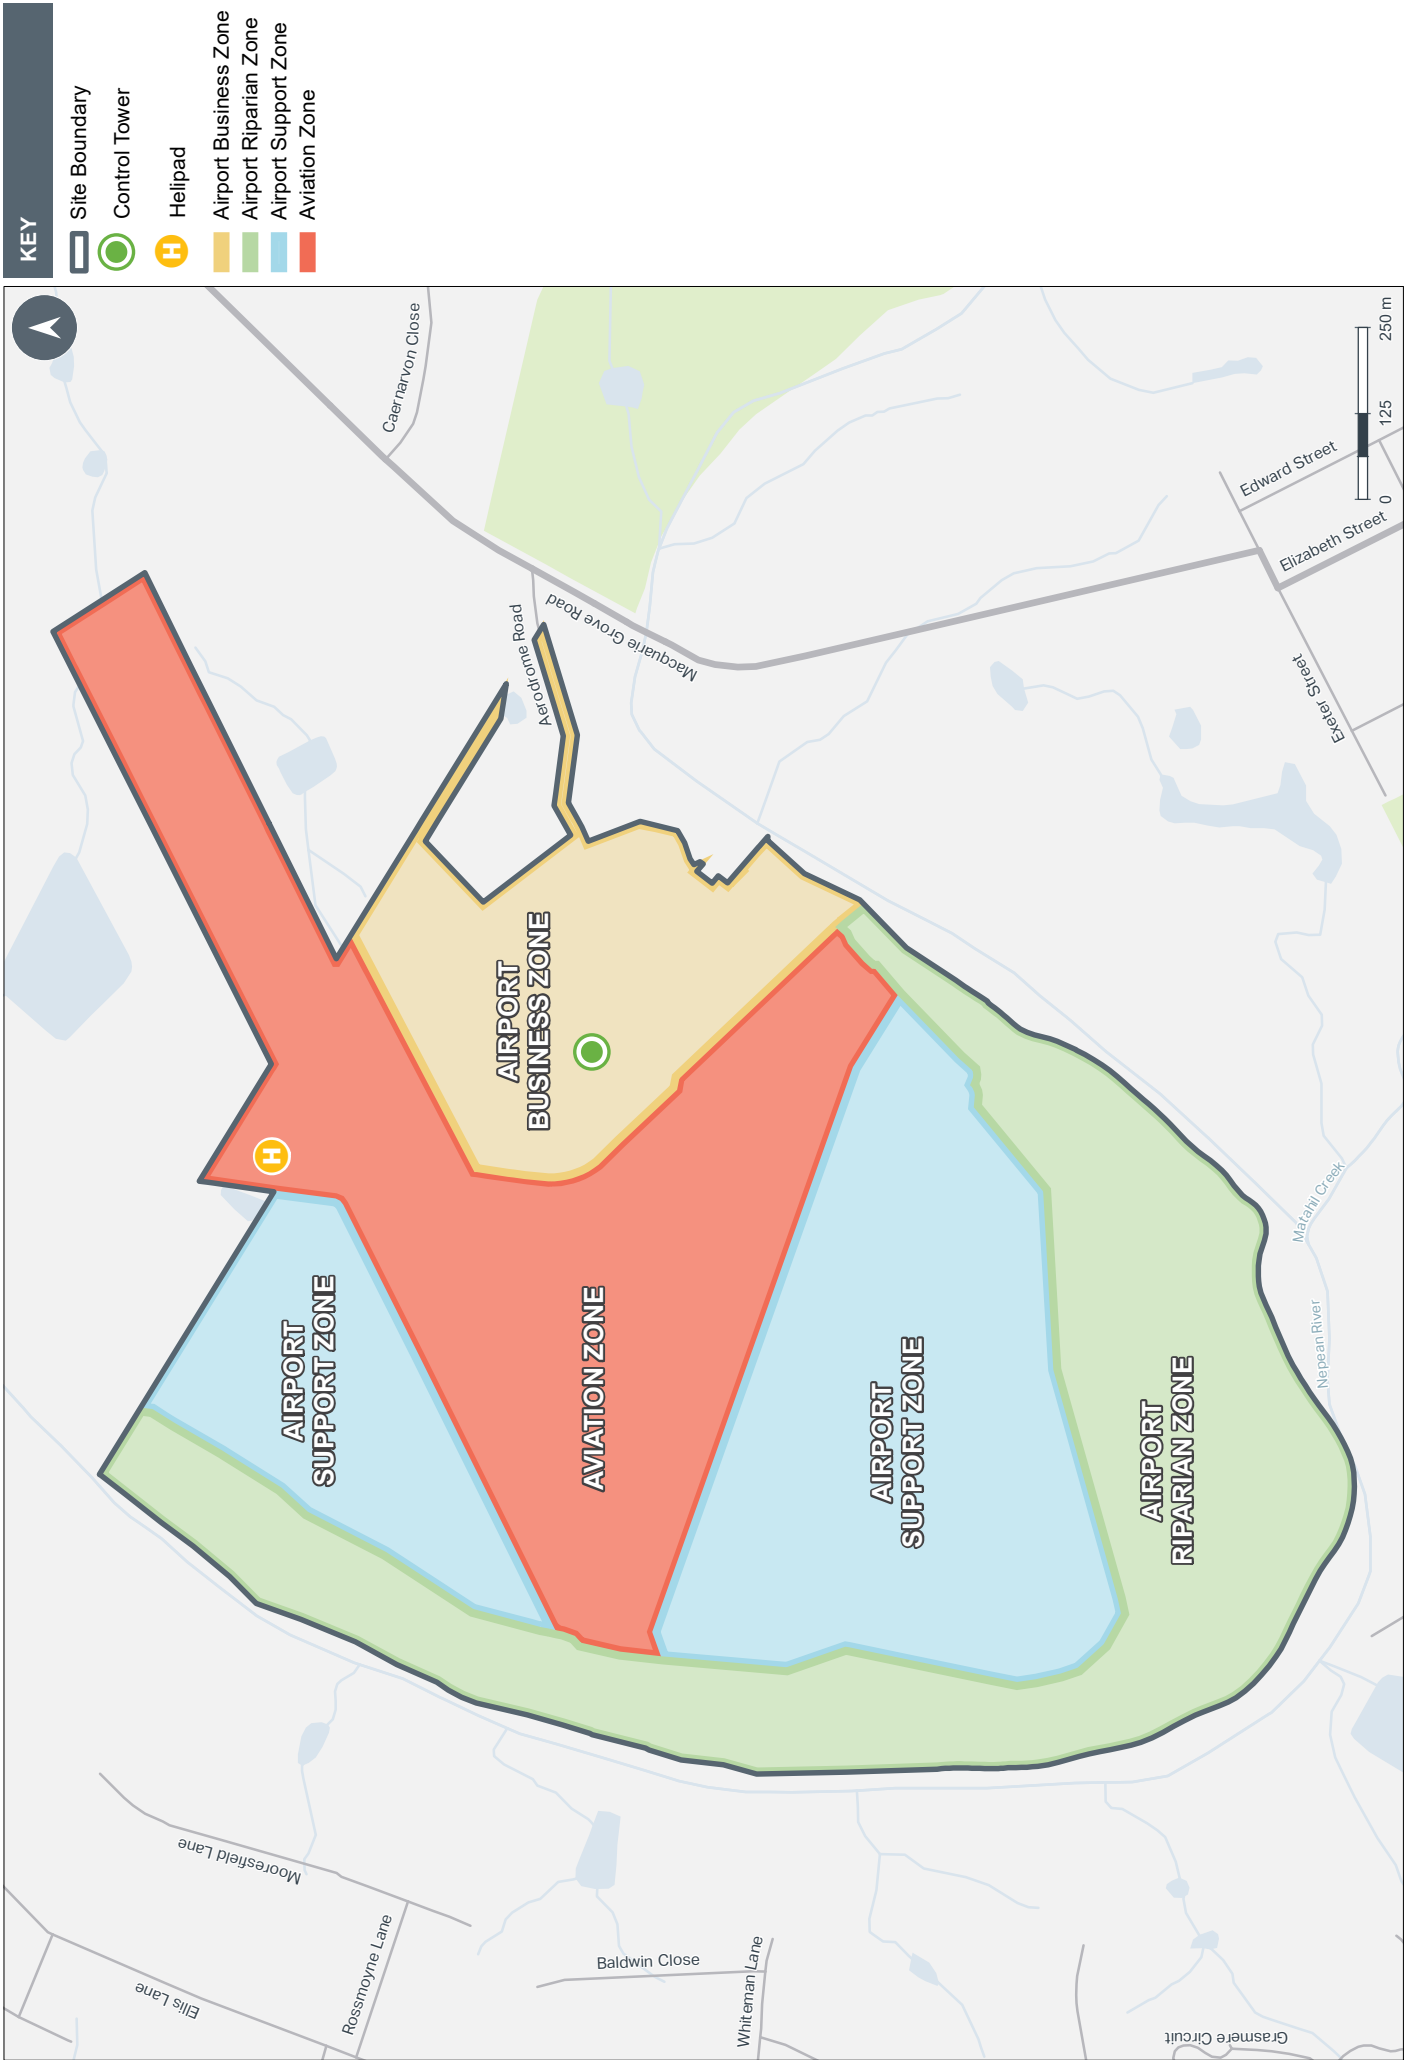 KEY
Site Boundary
Control Tower
H
Helipad
Airport Business Zone
Airport Riparian Zone
Airport Support Zone
Aviation Zone
Caernarvon Close
Aerodrome Road
Macquarie Grove Road
Edward Street
Elizabeth Street
Exeter Street
0
125
250 m
AIRPORT
BUSINESS ZONE
H
AIRPORT
SUPPORT ZONE
AVIATION ZONE
AIRPORT
SUPPORT ZONE
AIRPORT
RIPARIAN ZONE
Matahil Creek
Nepean River
Mooresfield Lane
Rossmoyne Lane
Ellis Lane
Baldwin Close
Whiteman Lane
Grasmere Circuit